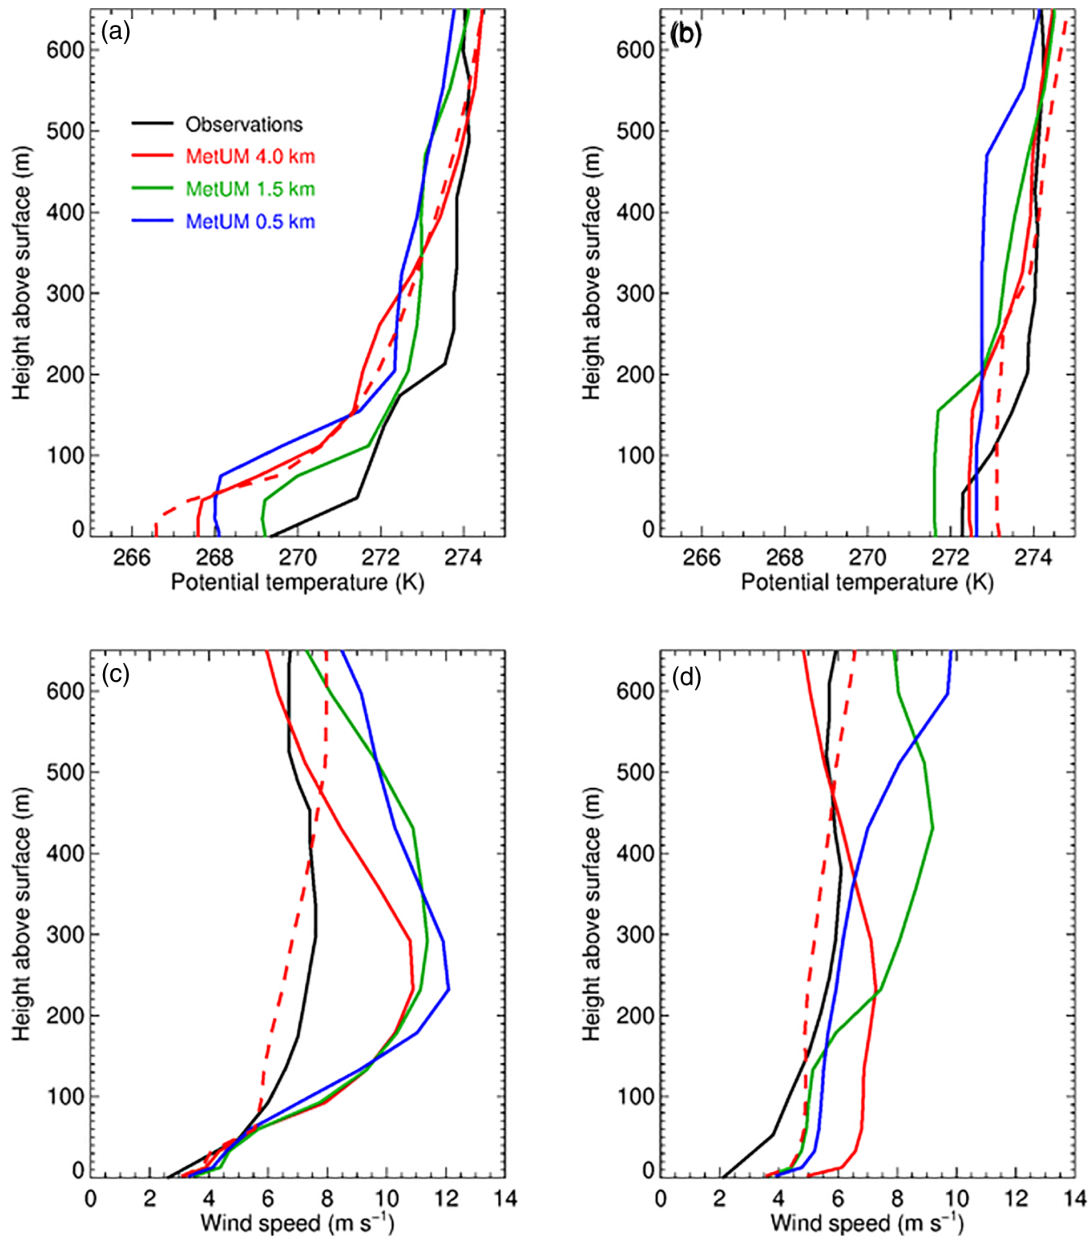 (a)
600
500
400
300
200
100
0
Height above surface (m)
Observations
MetUM 4.0 km
MetUM 1.5 km
MetUM 0.5 km
266 268 270 272 274
Potential temperature (K)
(b)
600
500
400
300
200
100
0
Height above surface (m)
266 268 270 272 274
Potential temperature (K)
(c)
600
500
400
300
200
100
0
Height above surface (m)
0 2 4 6 8 10 12 14
Wind speed (m s⁻¹)
(d)
600
500
400
300
200
100
0
Height above surface (m)
0 2 4 6 8 10 12 14
Wind speed (m s⁻¹)